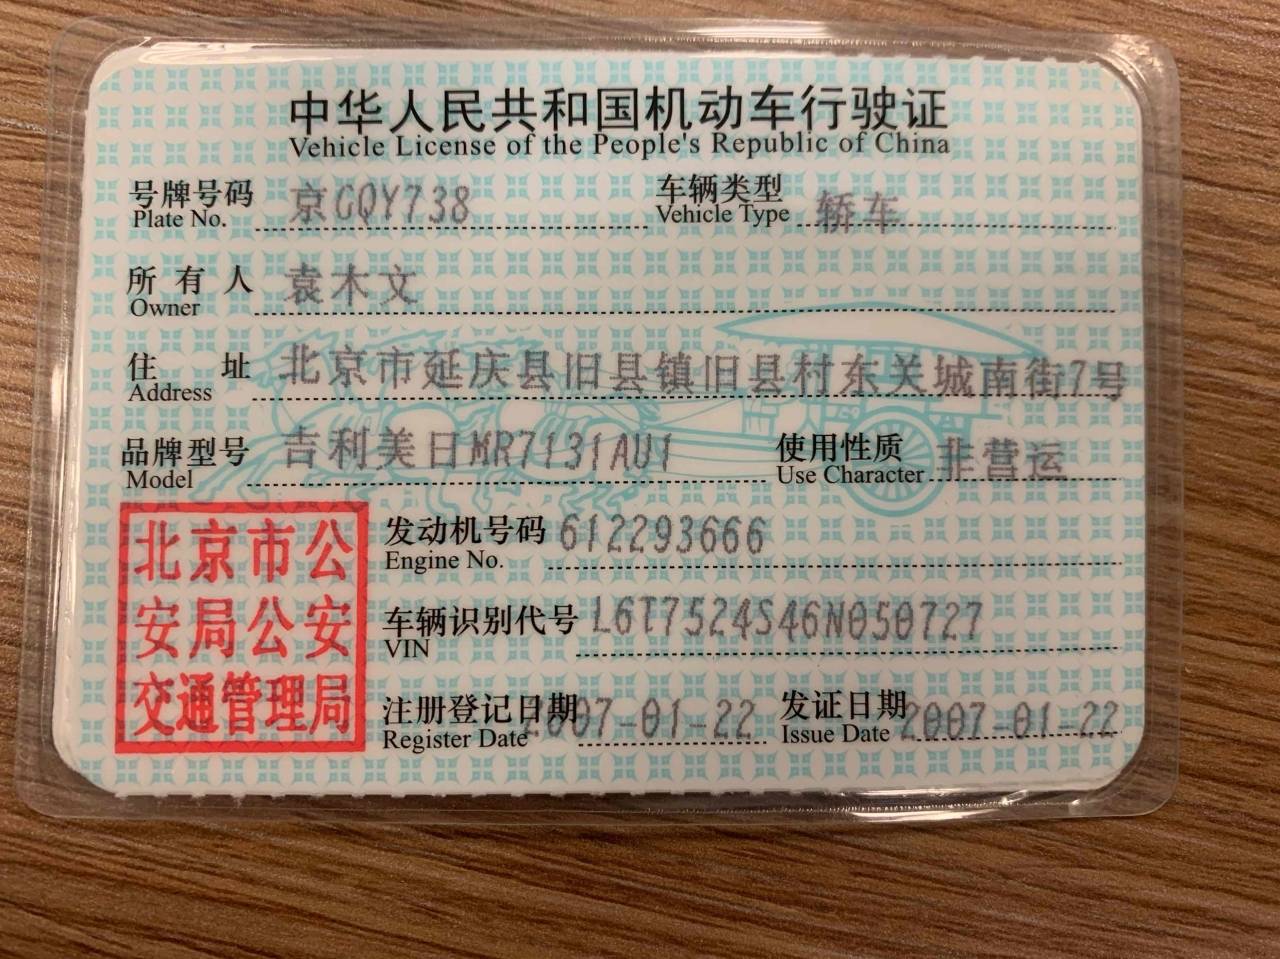 中华人民共和国机动车行驶证
Vehicle License of the People's Republic of China
号牌号码 京CQY738 车辆类型 轿车
Plate No. Vehicle Type
所有人 袁木文
Owner
住址 北京市延庆县旧县镇旧县村东关城南街7号
Address
品牌型号 吉利美日MR7131AU1 使用性质 非营运
Model Use Character
北京市公
安局公安
交通管理局
发动机号码 612293666
Engine No.
车辆识别代号 L6T7524S46N050727
VIN
注册登记日期 2007-01-22 发证日期 2007-01-22
Register Date Issue Date